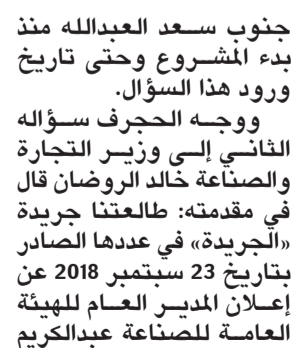 جنوب سعد العبدالله منذ
بدء المشروع وحتى تاريخ
ورود هذا السؤال.
ووجه الحجرف سؤاله
الثاني إلى وزير التجارة
والصناعة خالد الروضان قال
في مقدمته: طالعتنا جريدة
«الجريدة» في عددها الصادر
بتاريخ 23 سبتمبر 2018 عن
إعلان المدير العام للهيئة
العامة للصناعة عبدالكريم